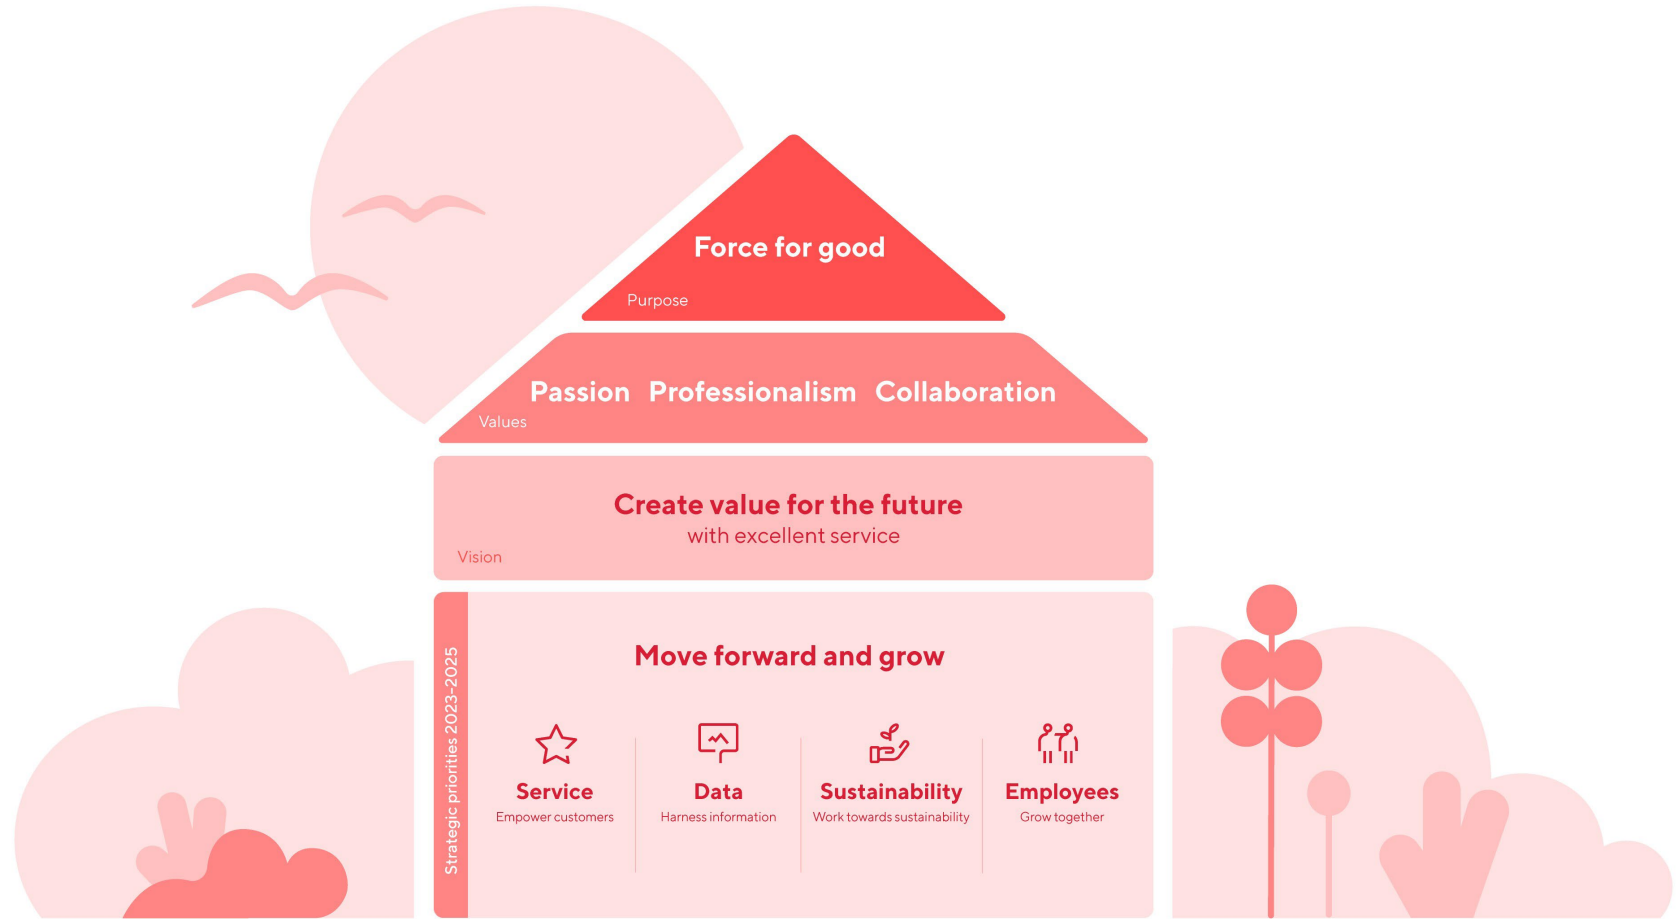 Force for good
Purpose
Passion Professionalism Collaboration
Values
Create value for the future
with excellent service
Vision
Strategic priorities 2023-2025
Move forward and grow
Service
Empower customers
Data
Harness information
Sustainability
Work towards sustainability
Employees
Grow together